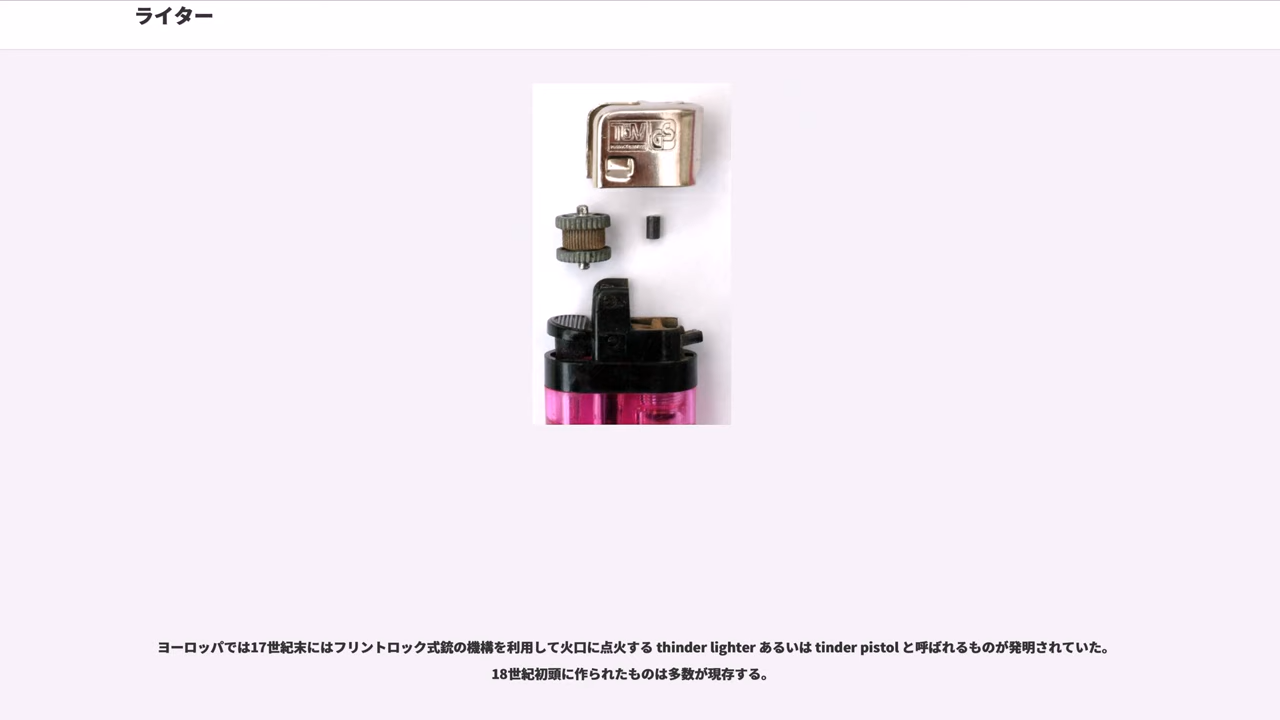 ライター
TOM
ヨーロッパでは17世紀末にはフリントロック式銃の機構を利用して火口に点火する thinder lighter あるいは tinder pistol と呼ばれるものが発明されていた。
18世紀初頭に作られたものは多数が現存する。